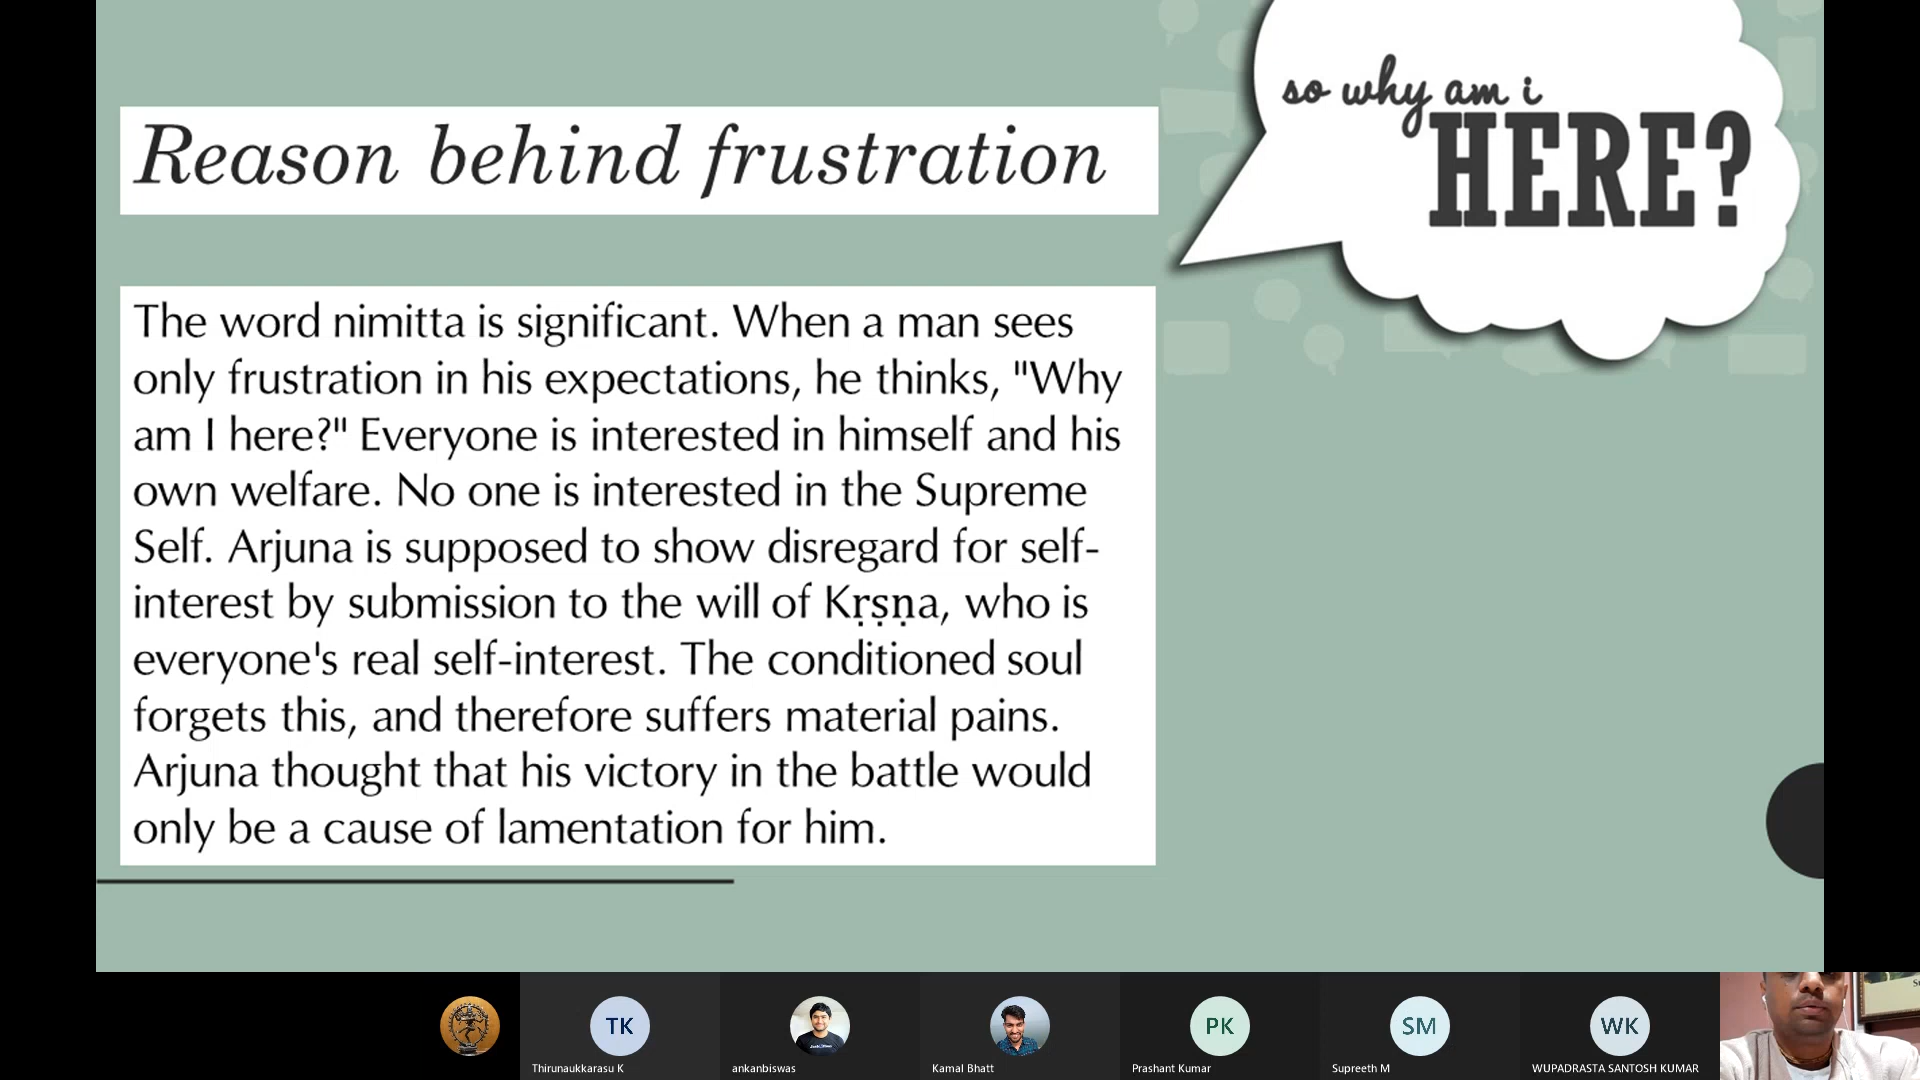 so why am i
HERE?
Reason behind frustration
The word nimitta is significant. When a man sees
only frustration in his expectations, he thinks, "Why
am I here?" Everyone is interested in himself and his
own welfare. No one is interested in the Supreme
Self. Arjuna is supposed to show disregard for self-
interest by submission to the will of Kṛṣṇa, who is
everyone's real self-interest. The conditioned soul
forgets this, and therefore suffers material pains.
Arjuna thought that his victory in the battle would
only be a cause of lamentation for him.
TK
PK
SM
WK
Thirunaukkarasu K
ankanbiswas
Kamal Bhatt
Prashant Kumar
Supreeth M
WUPADRASTA SANTOSH KUMAR